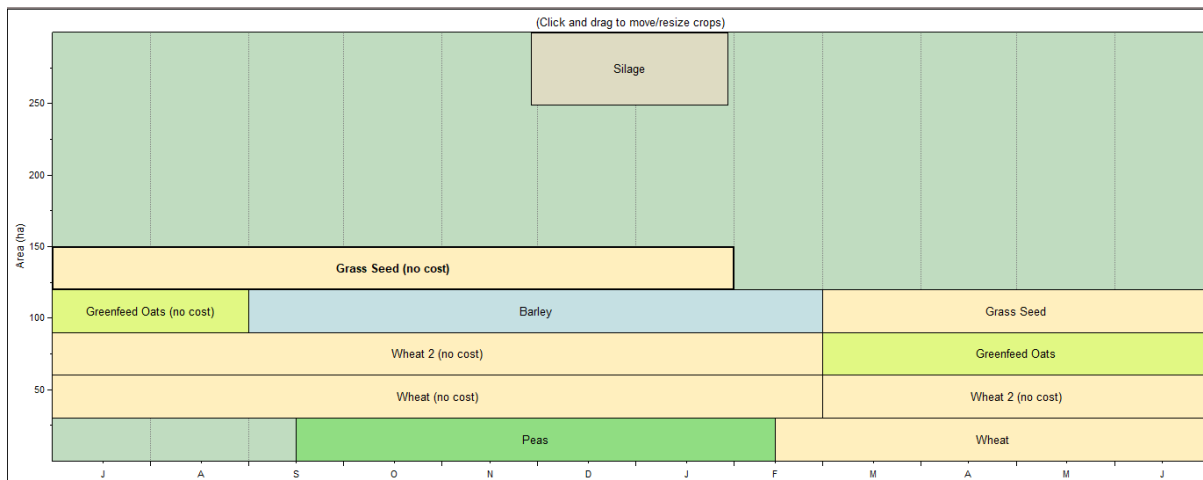 (Click and drag to move/resize crops)
Silage
250
200
Area (ha)
150
Grass Seed (no cost)
Greenfeed Oats (no cost)
Barley
Grass Seed
100
Wheat 2 (no cost)
Greenfeed Oats
50
Wheat (no cost)
Wheat 2 (no cost)
Peas
Wheat
J A S O N D J F M A M J